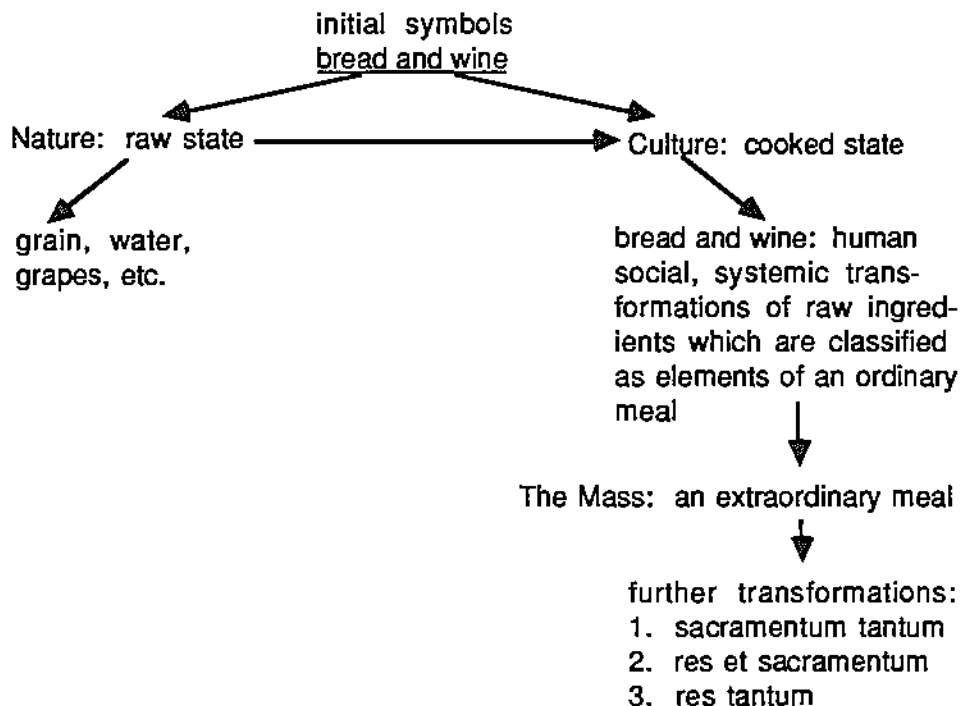 initial symbols
bread and wine
Nature: raw state
Culture: cooked state
grain, water,
grapes, etc.
bread and wine: human
social, systemic trans-
formations of raw ingred-
ients which are classified
as elements of an ordinary
meal
The Mass: an extraordinary meal
further transformations:
1. sacramentum tantum
2. res et sacramentum
3. res tantum